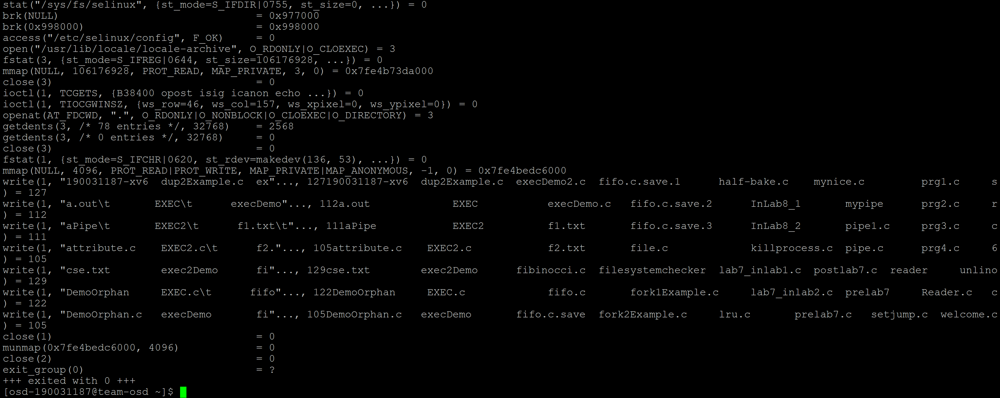 stat("/sys/fs/selinux", {st_mode=S_IFDIR|0755, st_size=0, ...}) = 0
brk(NULL)                               = 0x977000
brk(0x998000)                           = 0x998000
access("/etc/selinux/config", F_OK)     = 0
open("/usr/lib/locale/locale-archive", O_RDONLY|O_CLOEXEC) = 3
fstat(3, {st_mode=S_IFREG|0644, st_size=106176928, ...}) = 0
mmap(NULL, 106176928, PROT_READ, MAP_PRIVATE, 3, 0) = 0x7fe4b73da000
close(3)                                = 0
ioctl(1, TCGETS, {B38400 opost isig icanon echo ...}) = 0
ioctl(1, TIOCGWINSZ, {ws_row=46, ws_col=157, ws_xpixel=0, ws_ypixel=0}) = 0
openat(AT_FDCWD, ".", O_RDONLY|O_NONBLOCK|O_CLOEXEC|O_DIRECTORY) = 3
getdents(3, /* 78 entries */, 32768)    = 2568
getdents(3, /* 0 entries */, 32768)     = 0
close(3)                                = 0
fstat(1, {st_mode=S_IFCHR|0620, st_rdev=makedev(136, 53), ...}) = 0
mmap(NULL, 4096, PROT_READ|PROT_WRITE, MAP_PRIVATE|MAP_ANONYMOUS, -1, 0) = 0x7fe4bedc6000
write(1, "190031187-xv6  dup2Example.c  ex"..., 127190031187-xv6  dup2Example.c  execDemo2.c  fifo.c.save.1      half-bake.c    mynice.c         prg1.c     s
) = 127
write(1, "a.out\t       EXEC\t      execDemo"..., 112a.out             EXEC           execDemo.c   fifo.c.save.2      InLab8_1       mypipe      prg2.c     r
) = 112
write(1, "aPipe\t       EXEC2\t      f1.txt\t"..., 111aPipe            EXEC2          f1.txt       fifo.c.save.3      InLab8_2       pipe1.c     prg3.c     c
) = 111
write(1, "attribute.c    EXEC2.c\t      f2."..., 105attribute.c    EXEC2.c            f2.txt       file.c             killprocess.c  pipe.c      prg4.c     6
) = 105
write(1, "cse.txt        exec2Demo      fi"..., 129cse.txt        exec2Demo      fibinocci.c  filesystemchecker  lab7_inlab1.c  postlab7.c  reader     unlino
) = 129
write(1, "DemoOrphan     EXEC.c\t      fifo"..., 122DemoOrphan     EXEC.c             fifo.c       fork1Example.c     lab7_inlab2.c  prelab7     Reader.c   c
) = 122
write(1, "DemoOrphan.c   execDemo       fi"..., 105DemoOrphan.c   execDemo       fifo.c.save  fork2Example.c     lru.c       prelab7.c   setjump.c  welcome.c
) = 105
close(1)                                = 0
munmap(0x7fe4bedc6000, 4096)            = 0
close(2)                                = 0
exit_group(0)                           = ?
+++ exited with 0 +++
[osd-190031187@team-osd ~]$